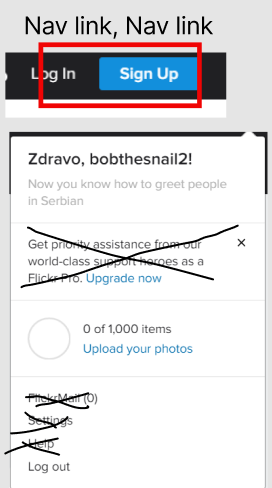 Nav link, Nav link
Log In
Sign Up
Zdravo, bobthesnail2!
Now you know how to greet people
in Serbian
Get priority assistance from our
world-class support heroes as a
Flickr Pro. Upgrade now
×
0 of 1,000 items
Upload your photos
FlickrMail (0)
Settings
Help
Log out